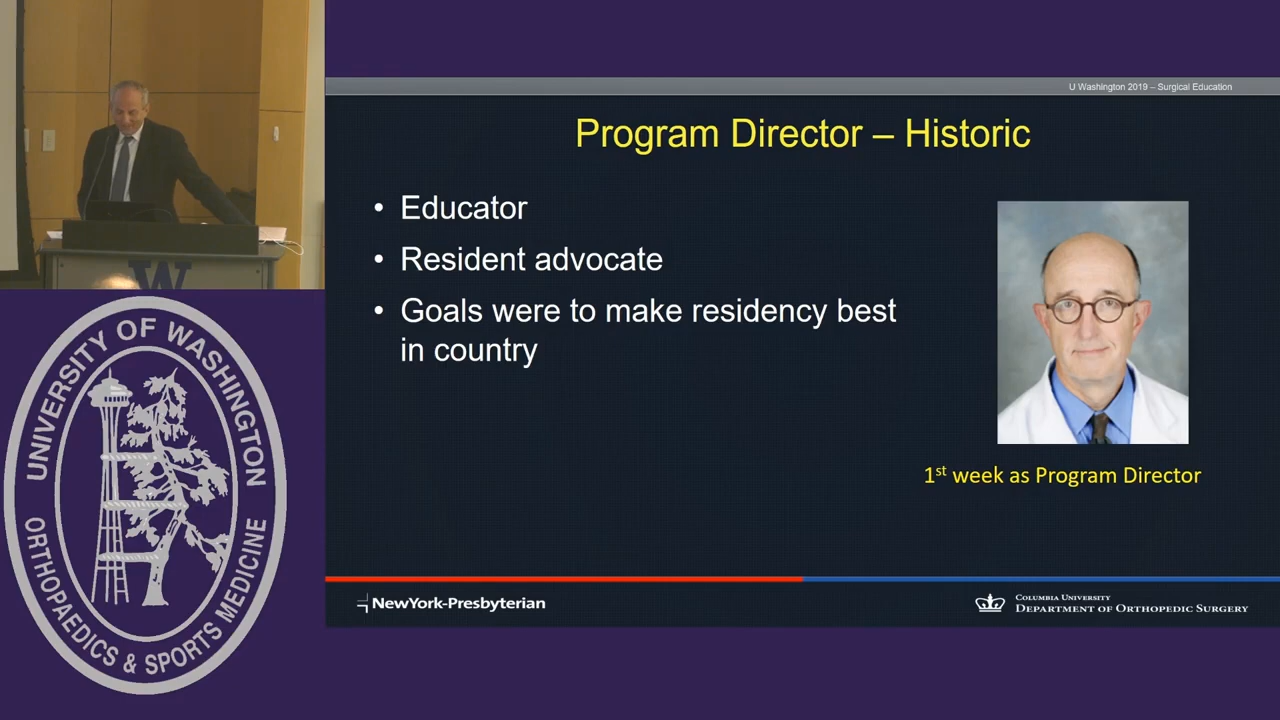 U Washington 2019 – Surgical Education
Program Director – Historic
• Educator
• Resident advocate
• Goals were to make residency best
in country
1st week as Program Director
NewYork-Presbyterian
Columbia University
Department of Orthopedic Surgery
W
UNIVERSITY OF WASHINGTON
ORTHOPAEDICS & SPORTS MEDICINE